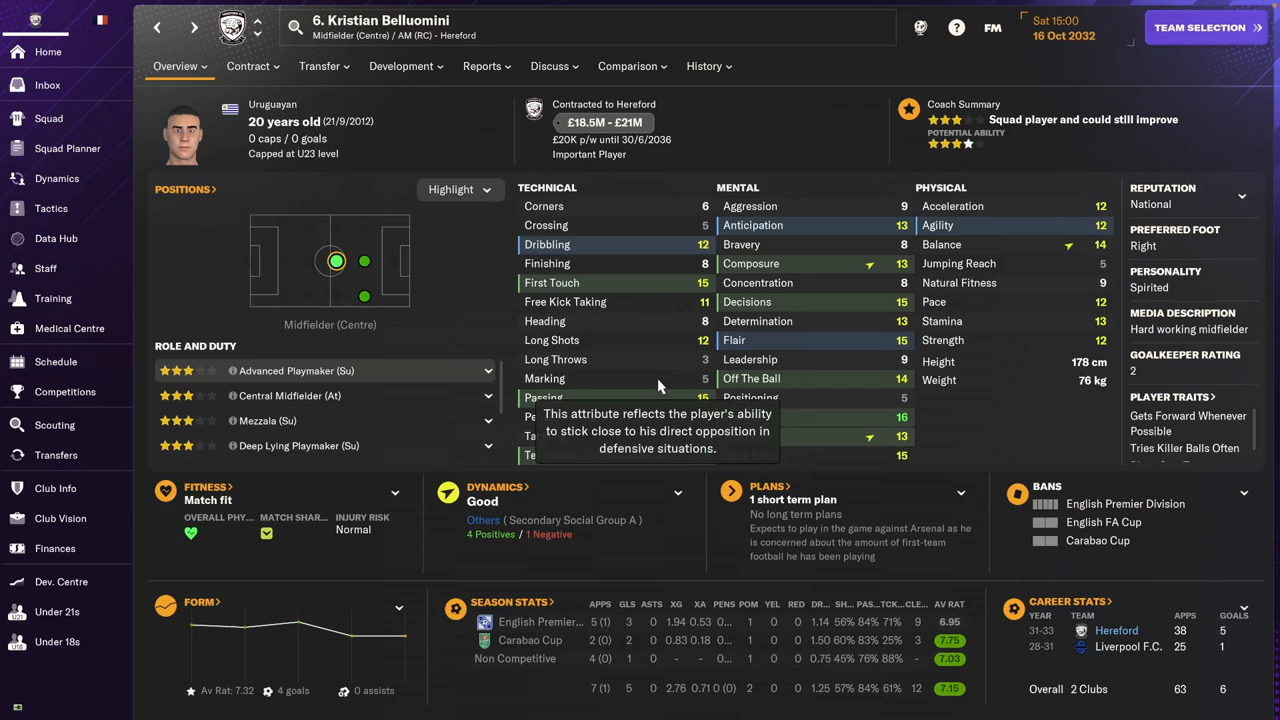 6. Kristian Belluomini
Midfielder (Centre) / AM (RC) - Hereford
FM
Sat 15:00
16 Oct 2032
TEAM SELECTION
Home
Inbox
Squad
Squad Planner
Dynamics
Tactics
Data Hub
Staff
Training
Medical Centre
Schedule
Competitions
Scouting
Transfers
Club Info
Club Vision
Finances
Dev. Centre
Under 21s
U21
Under 18s
U18
Overview
Contract
Transfer
Development
Reports
Discuss
Comparison
History
Uruguayan
20 years old (21/9/2012)
0 caps / 0 goals
Capped at U23 level
Contracted to Hereford
£18.5M - £21M
£20K p/w until 30/6/2036
Important Player
Coach Summary
Squad player and could still improve
POTENTIAL ABILITY
POSITIONS>
Highlight
Midfielder (Centre)
ROLE AND DUTY
Advanced Playmaker (Su)
Central Midfielder (At)
Mezzala (Su)
Deep Lying Playmaker (Su)
TECHNICAL
Corners 6
Crossing 5
Dribbling 12
Finishing 8
First Touch 15
Free Kick Taking 11
Heading 8
Long Shots 12
Long Throws 3
Marking 5
Passing 15
Pe
Ta
Te
This attribute reflects the player's ability
to stick close to his direct opposition in
defensive situations.
MENTAL
Aggression 9
Anticipation 13
Bravery 8
Composure 13
Concentration 8
Decisions 15
Determination 13
Flair 15
Leadership 9
Off The Ball 14
Positioning 5
16
13
15
PHYSICAL
Acceleration 12
Agility 12
Balance 14
Jumping Reach 5
Natural Fitness 9
Pace 12
Stamina 13
Strength 12
Height 178 cm
Weight 76 kg
REPUTATION
National
PREFERRED FOOT
Right
PERSONALITY
Spirited
MEDIA DESCRIPTION
Hard working midfielder
GOALKEEPER RATING
2
PLAYER TRAITS>
Gets Forward Whenever
Possible
Tries Killer Balls Often
FITNESS>
Match fit
OVERALL PHY...
MATCH SHAR...
INJURY RISK
Normal
DYNAMICS>
Good
Others ( Secondary Social Group A )
4 Positives / 1 Negative
PLANS>
1 short term plan
No long term plans
Expects to play in the game against Arsenal as he
is concerned about the amount of first-team
football he has been playing
BANS
English Premier Division
English FA Cup
Carabao Cup
FORM>
Av Rat: 7.32 4 goals 0 assists
SEASON STATS> APPS GLS ASTS XG XA PENS POM YEL RED DR... SH... PAS... TCK... CLE... AV RAT
English Premier... 5 (1) 3 0 1.94 0.53 0... 1 0 0 1.14 56% 84% 71% 9 6.95
Carabao Cup 2 (0) 2 0 0.83 0.18 0... 1 0 0 1.50 60% 83% 25% 3 7.75
Non Competitive 4 (0) 1 0 - - 0... 0 0 0 0.75 45% 76% 88% - 7.03
7 (1) 5 0 2.76 0.71 0 (0) 2 0 0 1.25 57% 84% 61% 12 7.15
CAREER STATS>
YEAR TEAM APPS GOALS
31-33 Hereford 38 5
28-31 Liverpool F.C. 25 1
Overall 2 Clubs 63 6